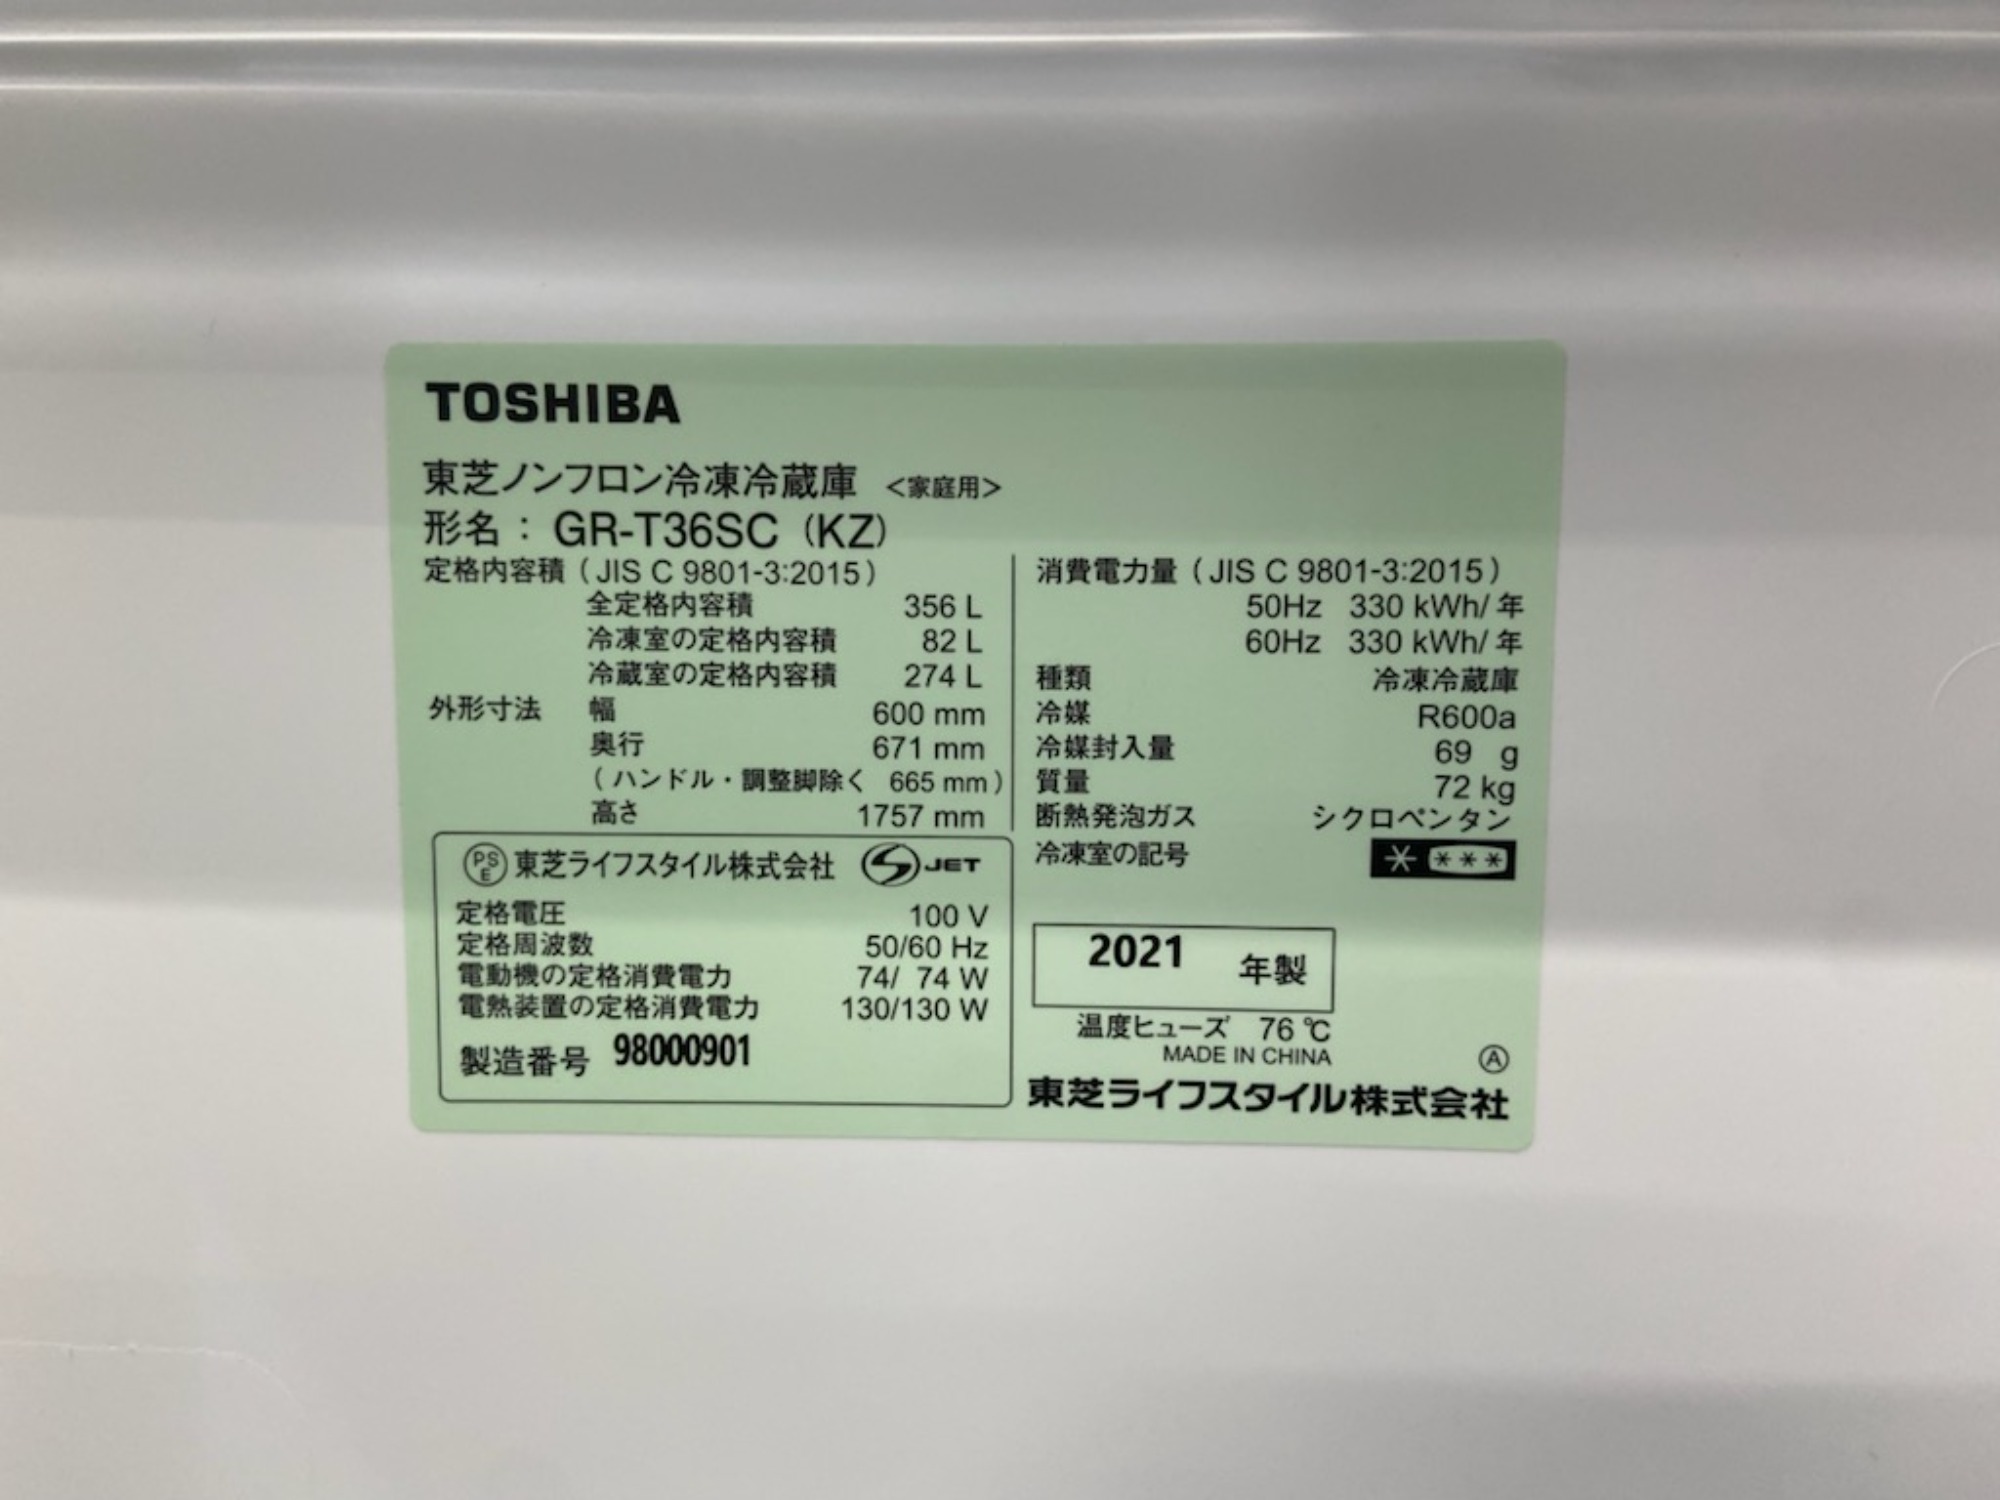 TOSHIBA
東芝ノンフロン冷凍冷蔵庫 <家庭用>
形名： GR-T36SC (KZ)
定格内容積 ( JIS C 9801-3:2015 )
全定格内容積 356 L
冷凍室の定格内容積 82 L
冷蔵室の定格内容積 274 L
外形寸法 幅 600 mm
奥行 671 mm
( ハンドル・調整脚除く 665 mm )
高さ 1757 mm
PS E 東芝ライフスタイル株式会社 S JET
定格電圧 100 V
定格周波数 50/60 Hz
電動機の定格消費電力 74/ 74 W
電熱装置の定格消費電力 130/130 W
製造番号 98000901
消費電力量 ( JIS C 9801-3:2015 )
50Hz 330 kWh/年
60Hz 330 kWh/年
種類 冷凍冷蔵庫
冷媒 R600a
冷媒封入量 69 g
質量 72 kg
断熱発泡ガス シクロペンタン
冷凍室の記号 * ***
2021 年製
温度ヒューズ 76 ℃
MADE IN CHINA Ⓐ
東芝ライフスタイル株式会社